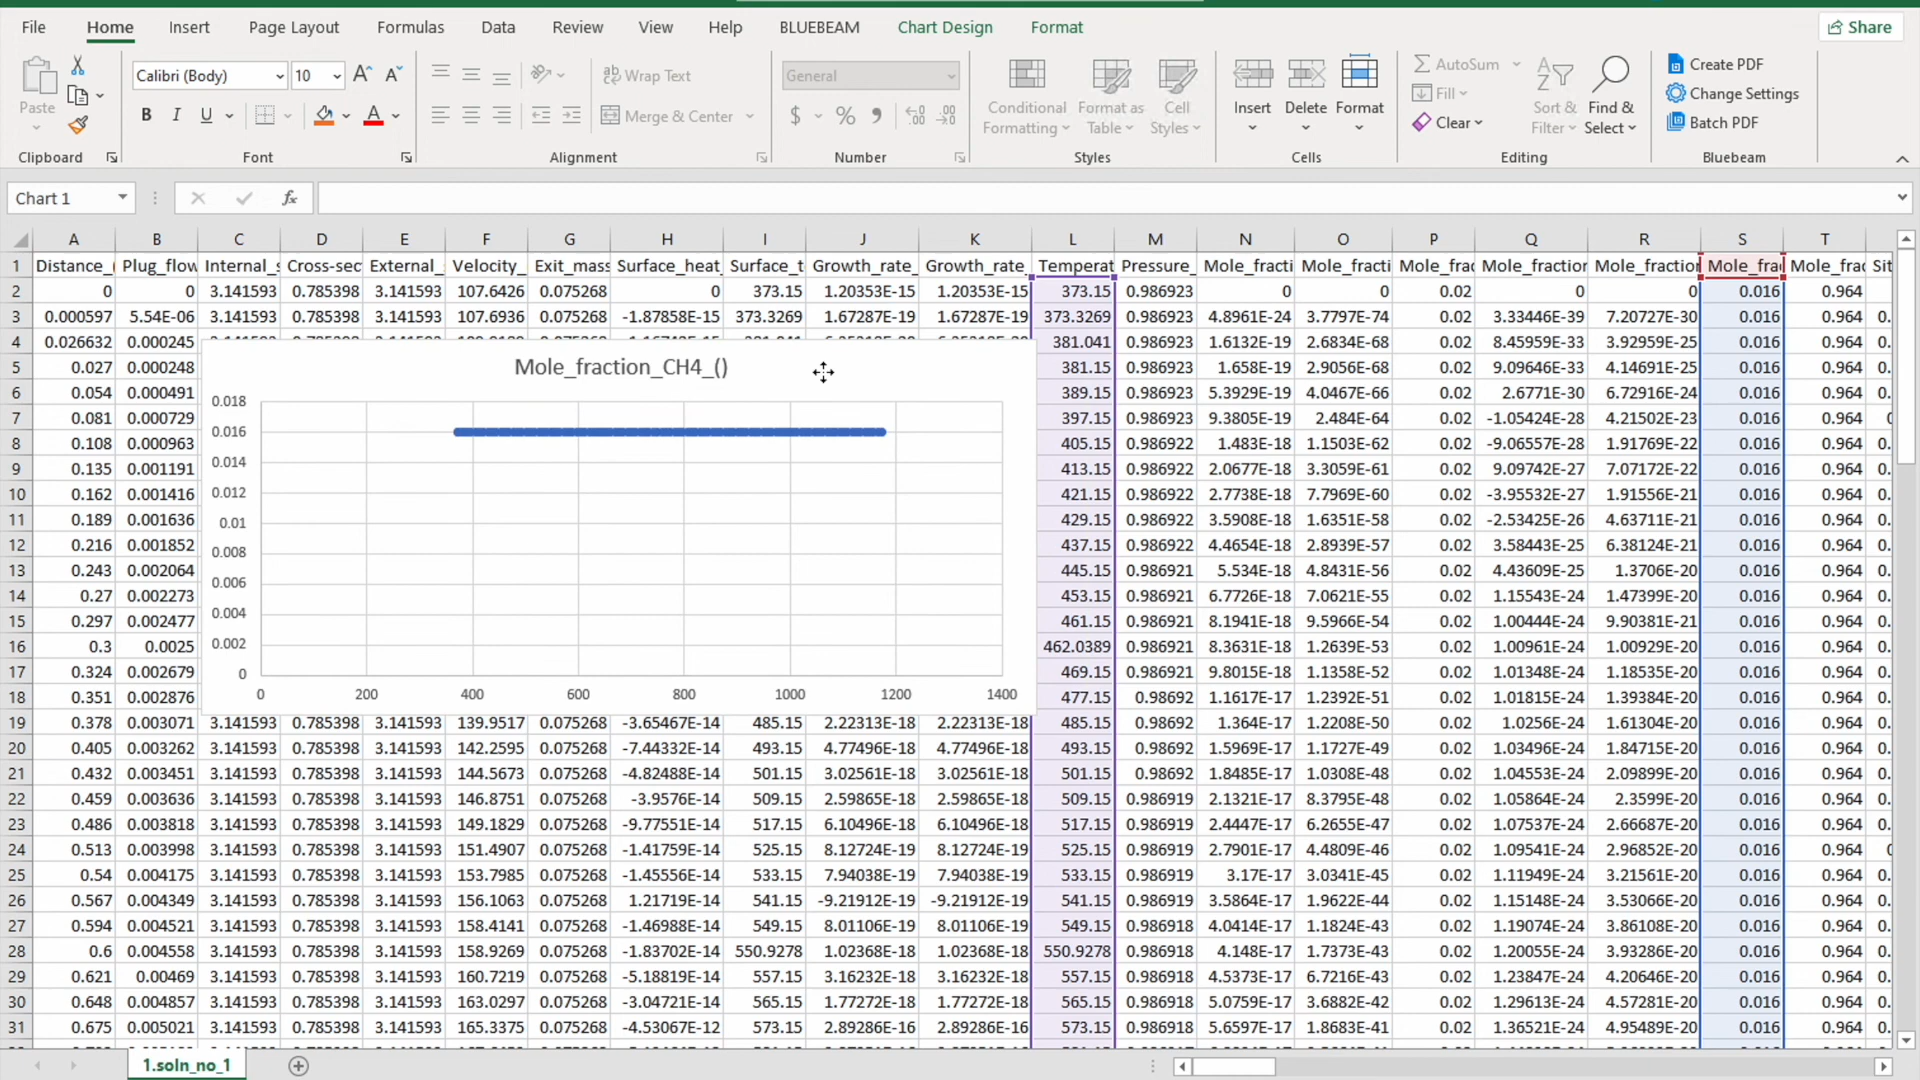 File Home Insert Page Layout Formulas Data Review View Help BLUEBEAM Chart Design Format Share
Paste Calibri (Body) 10 Wrap Text General Conditional Formatting Format as Table Cell Styles Insert Delete Format AutoSum Fill Clear Sort & Filter Find & Select Create PDF Change Settings Batch PDF
B I U A Merge & Center $ %
Clipboard Font Alignment Number Styles Cells Editing Bluebeam
Chart 1 fx
A B C D E F G H I J K L M N O P Q R S T
1 Distance_( Plug_flow Internal_s Cross-sec External_ Velocity_ Exit_mass Surface_heat_ Surface_t Growth_rate_ Growth_rate_ Temperat Pressure_ Mole_fracti Mole_fracti Mole_frac Mole_fraction Mole_fraction Mole_frac Mole_frac Sit
2 0 0 3.141593 0.785398 3.141593 107.6426 0.075268 0 373.15 1.20353E-15 1.20353E-15 373.15 0.986923 0 0 0.02 0 0 0.016 0.964
3 0.000597 5.54E-06 3.141593 0.785398 3.141593 107.6936 0.075268 -1.87858E-15 373.3269 1.67287E-19 1.67287E-19 373.3269 0.986923 4.8961E-24 3.7797E-74 0.02 3.33446E-39 7.20727E-30 0.016 0.964 0.
4 0.026632 0.000245 381.041 0.986923 1.6132E-19 2.6834E-68 0.02 8.45959E-33 3.92959E-25 0.016 0.964 0.
5 0.027 0.000248 381.15 0.986923 1.658E-19 2.9056E-68 0.02 9.09646E-33 4.14691E-25 0.016 0.964 0.
6 0.054 0.000491 389.15 0.986923 5.3929E-19 4.0467E-66 0.02 2.6771E-30 6.72916E-24 0.016 0.964 0.
7 0.081 0.000729 397.15 0.986923 9.3805E-19 2.484E-64 0.02 -1.05424E-28 4.21502E-23 0.016 0.964
8 0.108 0.000963 405.15 0.986922 1.483E-18 1.1503E-62 0.02 -9.06557E-28 1.91769E-22 0.016 0.964 0.
9 0.135 0.001191 413.15 0.986922 2.0677E-18 3.3059E-61 0.02 9.09742E-27 7.07172E-22 0.016 0.964 0.
10 0.162 0.001416 421.15 0.986922 2.7738E-18 7.7969E-60 0.02 -3.95532E-27 1.91556E-21 0.016 0.964 0.
11 0.189 0.001636 429.15 0.986922 3.5908E-18 1.6351E-58 0.02 -2.53425E-26 4.63711E-21 0.016 0.964 0.
12 0.216 0.001852 437.15 0.986922 4.4654E-18 2.8939E-57 0.02 3.58443E-25 6.38124E-21 0.016 0.964 0.
13 0.243 0.002064 445.15 0.986921 5.534E-18 4.8431E-56 0.02 4.43609E-25 1.3706E-20 0.016 0.964 0.
14 0.27 0.002273 453.15 0.986921 6.7726E-18 7.0621E-55 0.02 1.15543E-24 1.47399E-20 0.016 0.964 0.
15 0.297 0.002477 461.15 0.986921 8.1941E-18 9.5966E-54 0.02 1.00444E-24 9.90381E-21 0.016 0.964 0.
16 0.3 0.0025 462.0389 0.986921 8.3631E-18 1.2639E-53 0.02 1.00961E-24 1.00929E-20 0.016 0.964 0.
17 0.324 0.002679 469.15 0.986921 9.8015E-18 1.1358E-52 0.02 1.01348E-24 1.18535E-20 0.016 0.964 0.
18 0.351 0.002876 477.15 0.98692 1.1617E-17 1.2392E-51 0.02 1.01815E-24 1.39384E-20 0.016 0.964 0.
Mole_fraction_CH4_()
0.018
0.016
0.014
0.012
0.01
0.008
0.006
0.004
0.002
0
0 200 400 600 800 1000 1200 1400
19 0.378 0.003071 3.141593 0.785398 3.141593 139.9517 0.075268 -3.65467E-14 485.15 2.22313E-18 2.22313E-18 485.15 0.98692 1.364E-17 1.2208E-50 0.02 1.0256E-24 1.61304E-20 0.016 0.964 0.
20 0.405 0.003262 3.141593 0.785398 3.141593 142.2595 0.075268 -7.44332E-14 493.15 4.77496E-18 4.77496E-18 493.15 0.98692 1.5969E-17 1.1727E-49 0.02 1.03496E-24 1.84715E-20 0.016 0.964 0.
21 0.432 0.003451 3.141593 0.785398 3.141593 144.5673 0.075268 -4.82488E-14 501.15 3.02561E-18 3.02561E-18 501.15 0.98692 1.8485E-17 1.0308E-48 0.02 1.04553E-24 2.09899E-20 0.016 0.964 0.
22 0.459 0.003636 3.141593 0.785398 3.141593 146.8751 0.075268 -3.9576E-14 509.15 2.59865E-18 2.59865E-18 509.15 0.986919 2.1321E-17 8.3795E-48 0.02 1.05864E-24 2.3599E-20 0.016 0.964 0.
23 0.486 0.003818 3.141593 0.785398 3.141593 149.1829 0.075268 -9.77551E-14 517.15 6.10496E-18 6.10496E-18 517.15 0.986919 2.4447E-17 6.2655E-47 0.02 1.07537E-24 2.66687E-20 0.016 0.964 0.
24 0.513 0.003998 3.141593 0.785398 3.141593 151.4907 0.075268 -1.41759E-14 525.15 8.12724E-19 8.12724E-19 525.15 0.986919 2.7901E-17 4.4809E-46 0.02 1.09541E-24 2.96852E-20 0.016 0.964
25 0.54 0.004175 3.141593 0.785398 3.141593 153.7985 0.075268 -1.45556E-14 533.15 7.94038E-19 7.94038E-19 533.15 0.986919 3.17E-17 3.0341E-45 0.02 1.11949E-24 3.21561E-20 0.016 0.964 0.
26 0.567 0.004349 3.141593 0.785398 3.141593 156.1063 0.075268 1.21719E-14 541.15 -9.21912E-19 -9.21912E-19 541.15 0.986919 3.5864E-17 1.9622E-44 0.02 1.15148E-24 3.53066E-20 0.016 0.964 0.
27 0.594 0.004521 3.141593 0.785398 3.141593 158.4141 0.075268 -1.46988E-14 549.15 8.01106E-19 8.01106E-19 549.15 0.986918 4.0414E-17 1.1824E-43 0.02 1.19074E-24 3.86108E-20 0.016 0.964 0.
28 0.6 0.004558 3.141593 0.785398 3.141593 158.9269 0.075268 -1.83702E-14 550.9278 1.02368E-18 1.02368E-18 550.9278 0.986918 4.148E-17 1.7373E-43 0.02 1.20055E-24 3.93286E-20 0.016 0.964 0.
29 0.621 0.00469 3.141593 0.785398 3.141593 160.7219 0.075268 -5.18819E-14 557.15 3.16232E-18 3.16232E-18 557.15 0.986918 4.5373E-17 6.7216E-43 0.02 1.23847E-24 4.20646E-20 0.016 0.964 0.
30 0.648 0.004857 3.141593 0.785398 3.141593 163.0297 0.075268 -3.04721E-14 565.15 1.77272E-18 1.77272E-18 565.15 0.986918 5.0759E-17 3.6882E-42 0.02 1.29613E-24 4.57281E-20 0.016 0.964 0.
31 0.675 0.005021 3.141593 0.785398 3.141593 165.3375 0.075268 -4.53067E-12 573.15 2.89286E-16 2.89286E-16 573.15 0.986918 5.6597E-17 1.8683E-41 0.02 1.36521E-24 4.95489E-20 0.016 0.964 0.
1.soln_no_1